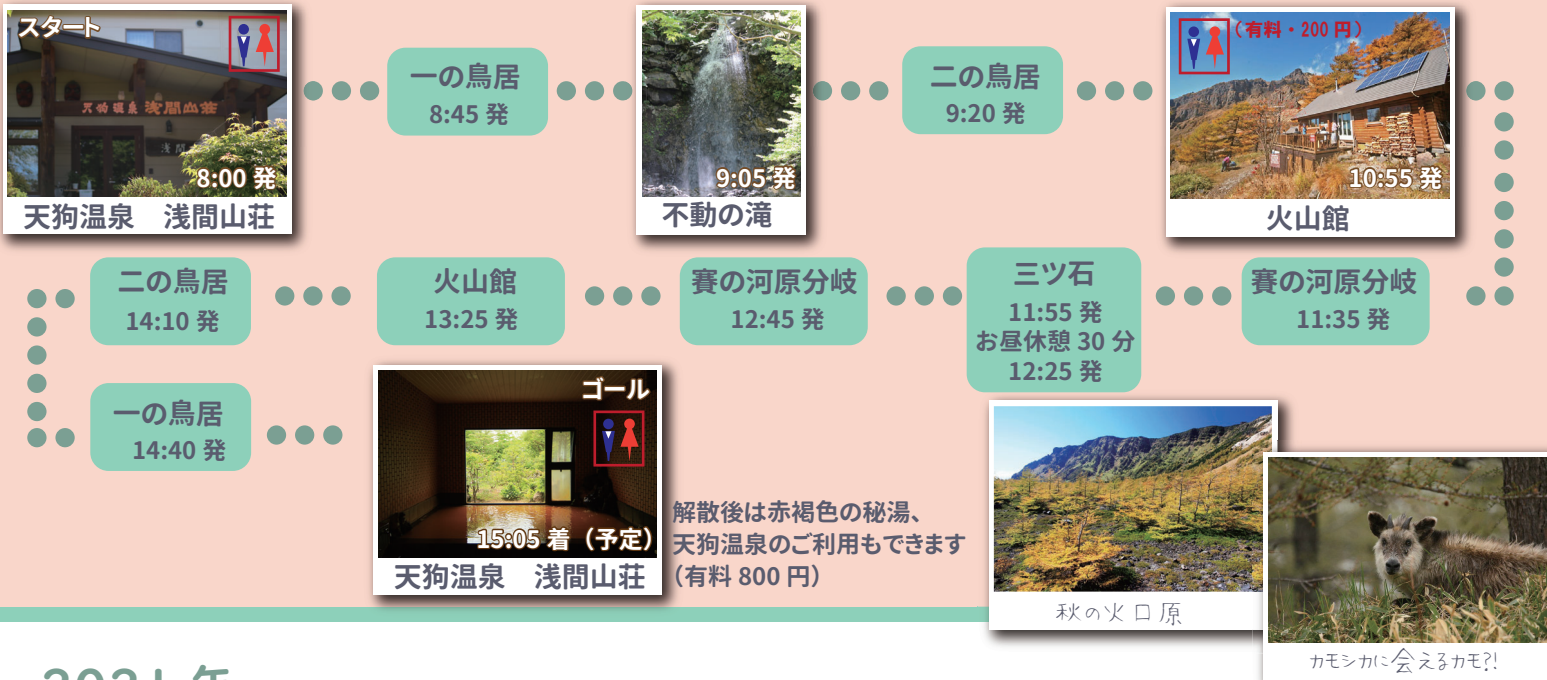 スタート
天狗温泉 浅間山荘
8:00 発
天狗温泉 浅間山荘
一の鳥居
8:45 発
9:05 発
不動の滝
二の鳥居
9:20 発
(有料・200 円)
10:55 発
火山館
賽の河原分岐
11:35 発
三ツ石
11:55 発
お昼休憩 30 分
12:25 発
賽の河原分岐
12:45 発
火山館
13:25 発
二の鳥居
14:10 発
一の鳥居
14:40 発
ゴール
15:05 着（予定）
天狗温泉 浅間山荘
解散後は赤褐色の秘湯、
天狗温泉のご利用もできます
（有料 800 円）
秋の火口原
カモシカに会えるカモ?!